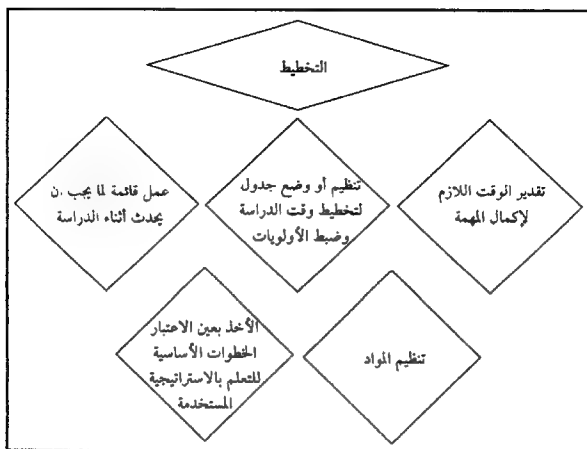 التخطيط
تقدير الوقت اللازم
لإكمال المهمة
تنظيم أو وضع جدول
لتخطيط وقت الدراسة
وضبط الأولويات
عمل قائمة لما يجب .ن
يحدث أثناء الدراسة
تنظيم المواد
الأخذ بعين الاعتبار
الخطوات الأساسية
للتعلم بالاستراتيجية
المستخدمة